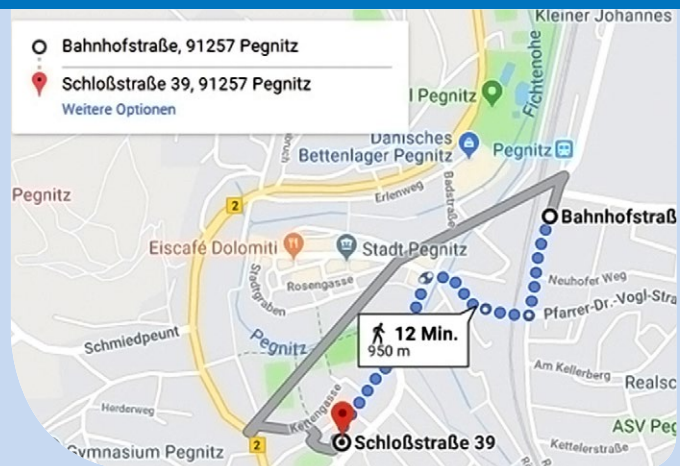 Bahnhofstraße, 91257 Pegnitz
Schloßstraße 39, 91257 Pegnitz
Weitere Optionen
Kleiner Johannes
Fichtenohe
l Pegnitz
Dänisches
Bettenlager Pegnitz
Pegnitz
Pegnitz
Erlenweg
Badstraße
2
Bahnhofstraß
Eiscafé Dolomiti
Stadt Pegnitz
Stadtgraben
Rosengasse
Neuhofer Weg
Pfarrer-Dr.-Vogl-Stra
12 Min.
950 m
Schmiedpeunt
Pegnitz
Am Kellerberg
Realsc
Herderweg
Kettengasse
ASV Peg
2
Gymnasium Pegnitz
Schloßstraße 39
Kettelerstraße